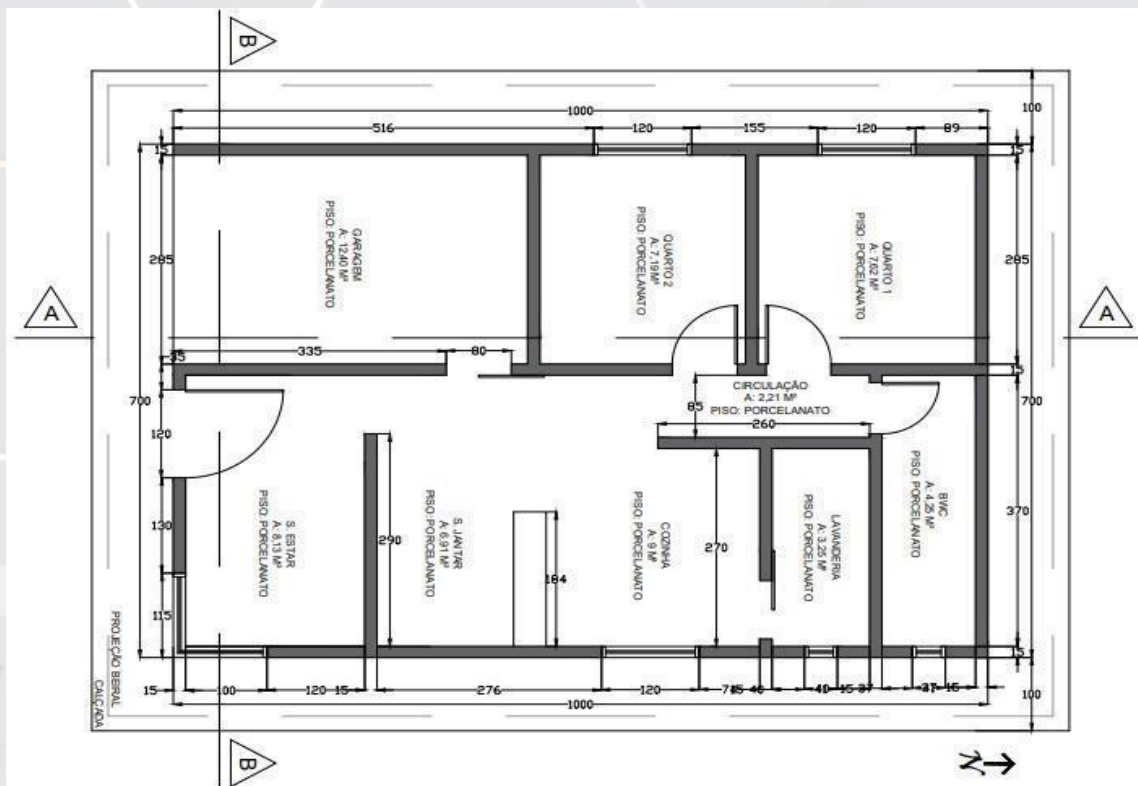 B
1000
100
516
120
155
120
89
15
15
GARAGEM
A: 12,40 M²
PISO: PORCELANATO
QUARTO 2
A: 7,19 M²
PISO: PORCELANATO
QUARTO 1
A: 7,62 M²
PISO: PORCELANATO
285
285
A
A
335
80
35
15
700
700
CIRCULAÇÃO
A: 2,21 M²
PISO: PORCELANATO
85
260
120
130
115
S. ESTAR
A: 8,13 M²
PISO: PORCELANATO
290
S. JANTAR
A: 6,91 M²
PISO: PORCELANATO
184
COZINHA
A: 9 M²
PISO: PORCELANATO
270
LAVANDERIA
A: 3,25 M²
PISO: PORCELANATO
BWC
A: 4,25 M²
PISO: PORCELANATO
370
15
PROJEÇÃO BEIRAL
CALÇADA
15
100
120
15
276
120
40
15
37
15
1000
100
B
N